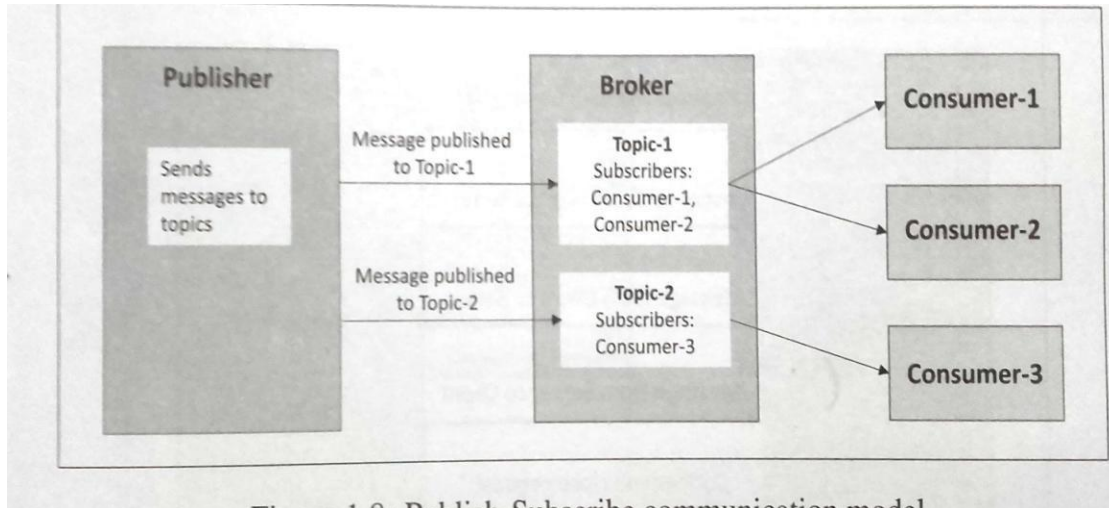 Publisher
Sends
messages to
topics
Message published
to Topic-1
Message published
to Topic-2
Broker
Topic-1
Subscribers:
Consumer-1,
Consumer-2
Topic-2
Subscribers:
Consumer-3
Consumer-1
Consumer-2
Consumer-3
Publish-Subscribe communication model